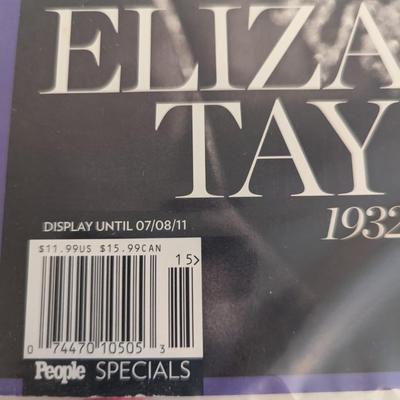 ELIZA
TAY
1932
DISPLAY UNTIL 07/08/11
$11.99US $15.99CAN
15>
0 74470 10505 3
People SPECIALS